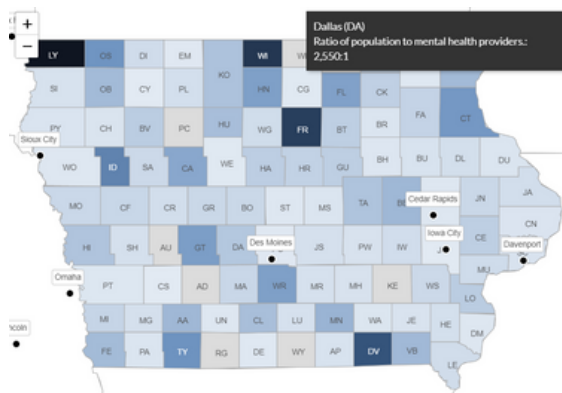 +
−
Dallas (DA)
Ratio of population to mental health providers.:
2,550:1
LY OS DI EM WI
KO
SI OB CY PL HN CG FL CK FA CT
PY CH BV PC HU WG FR BT BR
Sioux City
WO ID SA CA WE HA HR GU BH BU DL DU
MO CF CR GR BO ST MS TA JN JA
Cedar Rapids
CN
HI SH AU GT DA Des Moines JS PW IW Iowa City CE Davenport
MU
Omaha
PT CS AD MA WR MR MH KE WS LO
MI MG AA UN CL LU MN WA JE HE DM
FE PA TY RG DE WY AP DV VB LE